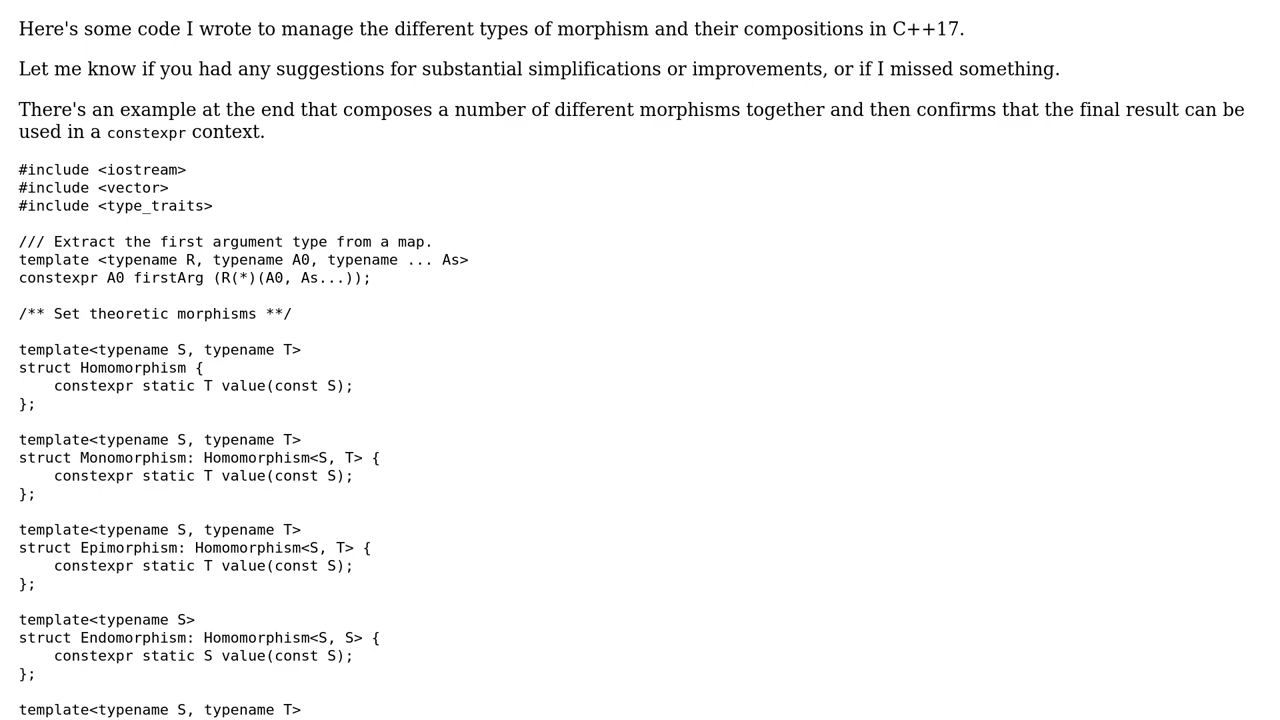 Here's some code I wrote to manage the different types of morphism and their compositions in C++17.
Let me know if you had any suggestions for substantial simplifications or improvements, or if I missed something.
There's an example at the end that composes a number of different morphisms together and then confirms that the final result can be
used in a constexpr context.
#include <iostream>
#include <vector>
#include <type_traits>
/// Extract the first argument type from a map.
template <typename R, typename A0, typename ... As>
constexpr A0 firstArg (R(*)(A0, As...));
/** Set theoretic morphisms **/
template<typename S, typename T>
struct Homomorphism {
    constexpr static T value(const S);
};
template<typename S, typename T>
struct Monomorphism: Homomorphism<S, T> {
    constexpr static T value(const S);
};
template<typename S, typename T>
struct Epimorphism: Homomorphism<S, T> {
    constexpr static T value(const S);
};
template<typename S>
struct Endomorphism: Homomorphism<S, S> {
    constexpr static S value(const S);
};
template<typename S, typename T>